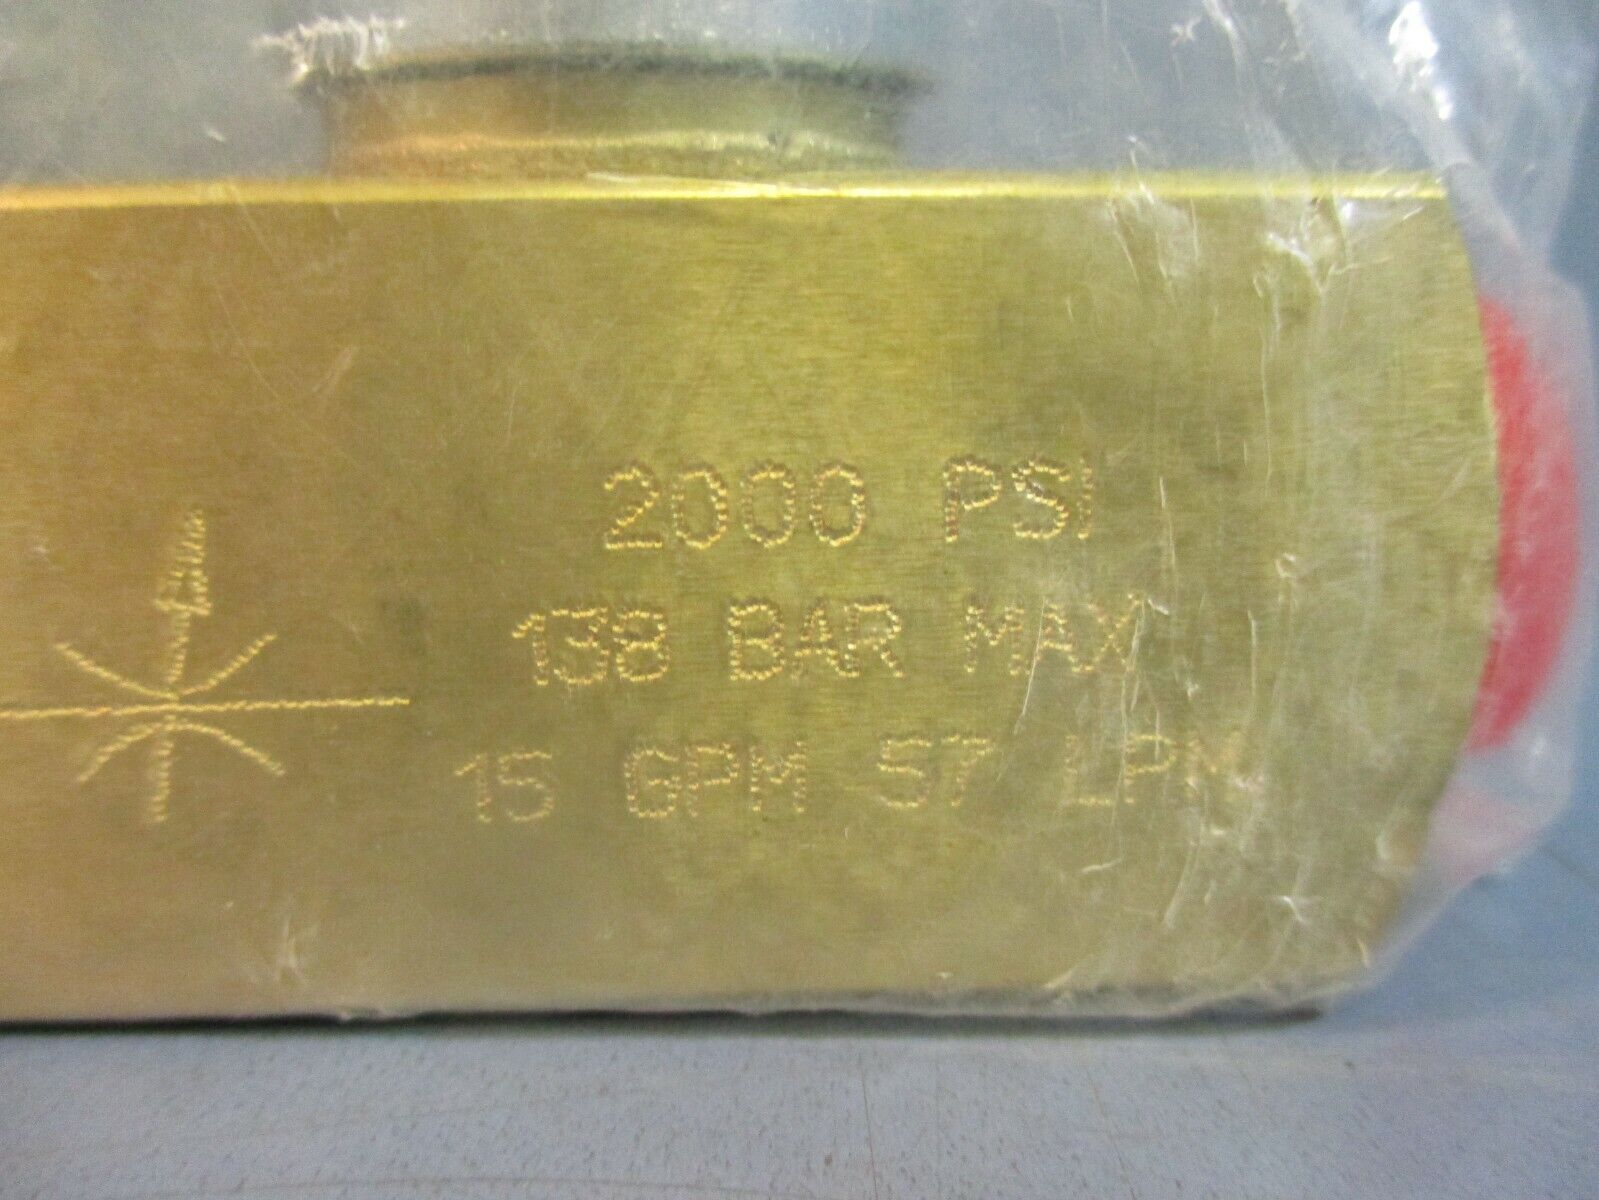 2000 PSI
138 BAR MAX
15 GPM 57 LPM